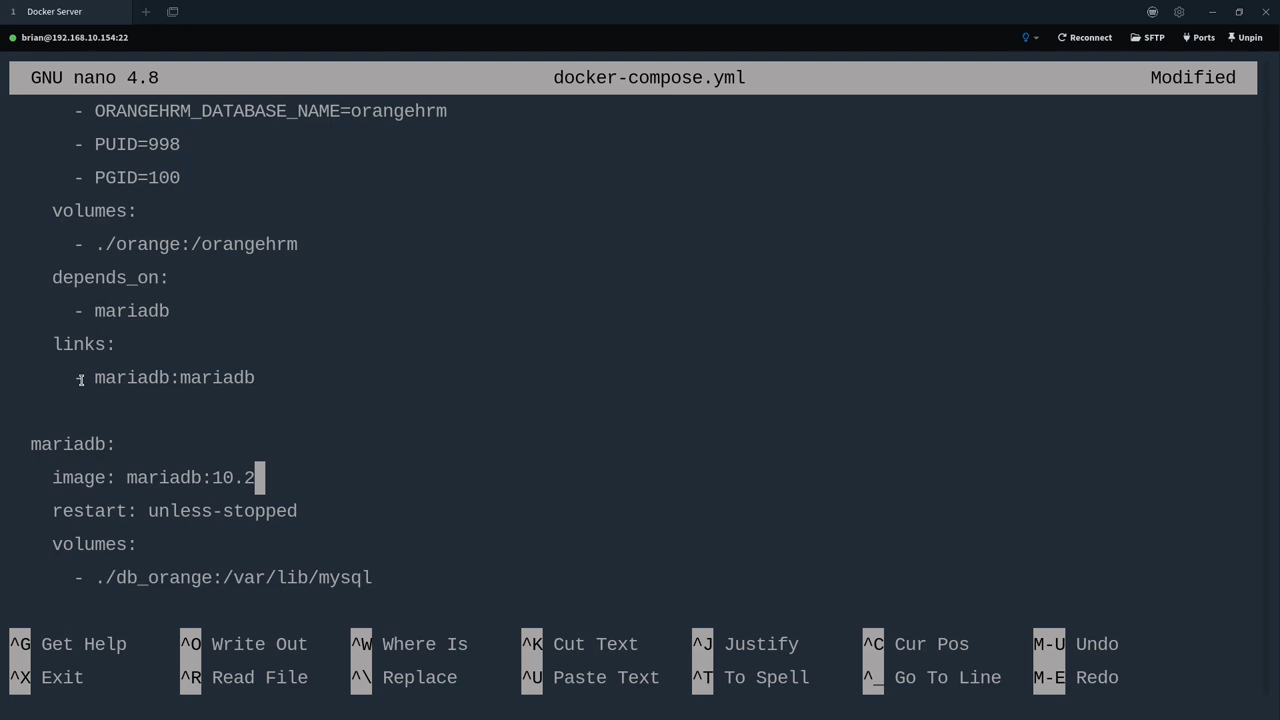 1 Docker Server
brian@192.168.10.154:22 Reconnect SFTP Ports Unpin
GNU nano 4.8 docker-compose.yml Modified
- ORANGEHRM_DATABASE_NAME=orangehrm
- PUID=998
- PGID=100
volumes:
- ./orange:/orangehrm
depends_on:
- mariadb
links:
- mariadb:mariadb
mariadb:
image: mariadb:10.2
restart: unless-stopped
volumes:
- ./db_orange:/var/lib/mysql
^G Get Help ^O Write Out ^W Where Is ^K Cut Text ^J Justify ^C Cur Pos M-U Undo
^X Exit ^R Read File ^\ Replace ^U Paste Text ^T To Spell ^_ Go To Line M-E Redo